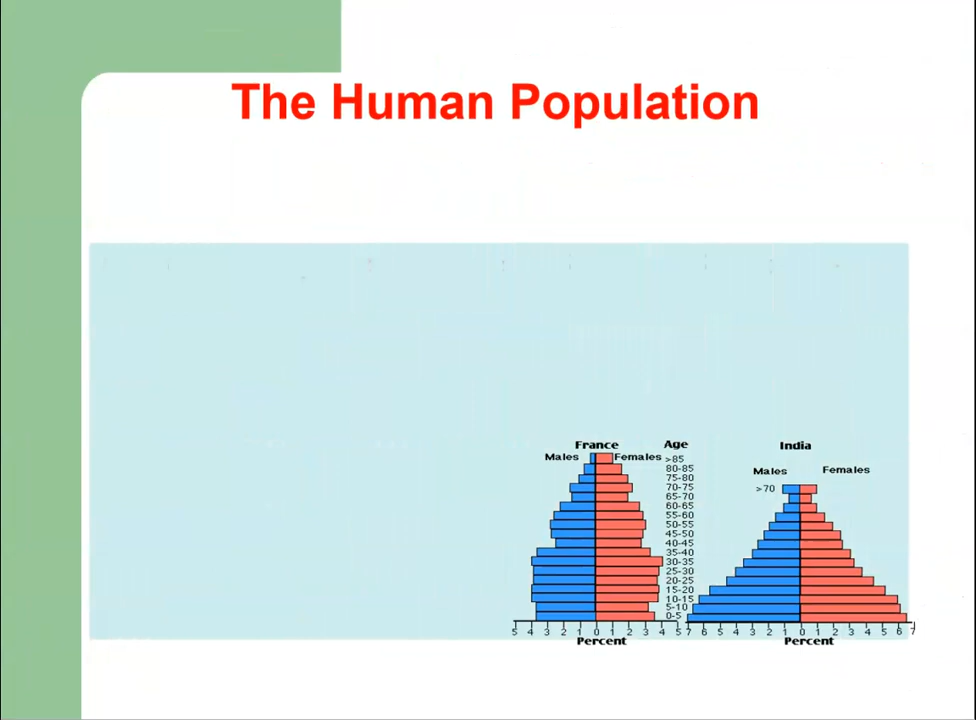 The Human Population
France Age India
Males Females >85
80-85
75-80
70-75
65-70
60-65
55-60
50-55
45-50
40-45
35-40
30-35
25-30
20-25
15-20
10-15
5-10
0-5
Males Females
>70
5 4 3 2 1 0 1 2 3 4 5
Percent
7 6 5 4 3 2 1 0 1 2 3 4 5 6 7
Percent